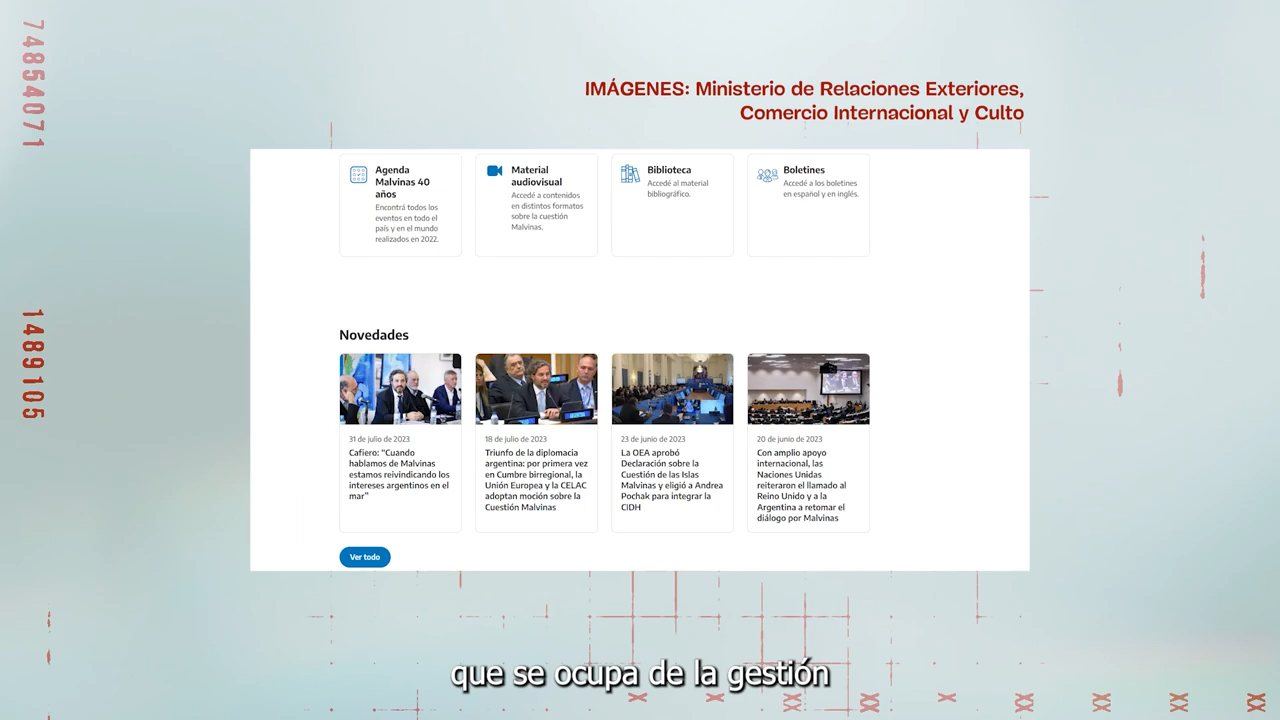 74854071
1489105
IMÁGENES: Ministerio de Relaciones Exteriores,
Comercio Internacional y Culto
Agenda
Malvinas 40
años
Encontrá todos los
eventos en todo el
país y en el mundo
realizados en 2022.
Material
audiovisual
Accedé a contenidos
en distintos formatos
sobre la cuestión
Malvinas.
Biblioteca
Accedé al material
bibliográfico.
Boletines
Accedé a los boletines
en español y en inglés.
Novedades
31 de julio de 2023
Cafiero: “Cuando
hablamos de Malvinas
estamos reivindicando los
intereses argentinos en el
mar”
18 de julio de 2023
Triunfo de la diplomacia
argentina: por primera vez
en Cumbre birregional, la
Unión Europea y la CELAC
adoptan moción sobre la
Cuestión Malvinas
23 de junio de 2023
La OEA aprobó
Declaración sobre la
Cuestión de las Islas
Malvinas y eligió a Andrea
Pochak para integrar la
CIDH
20 de junio de 2023
Con amplio apoyo
internacional, las
Naciones Unidas
reiteraron el llamado al
Reino Unido y a la
Argentina a retomar el
diálogo por Malvinas
Ver todo
que se ocupa de la gestión